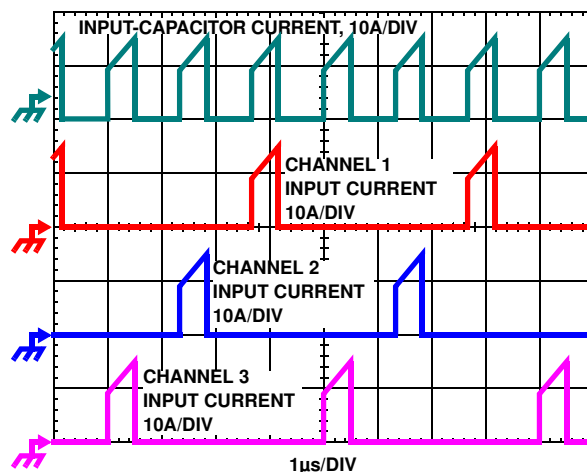 INPUT-CAPACITOR CURRENT, 10A/DIV
CHANNEL 1
INPUT CURRENT
10A/DIV
CHANNEL 2
INPUT CURRENT
10A/DIV
CHANNEL 3
INPUT CURRENT
10A/DIV
1µs/DIV